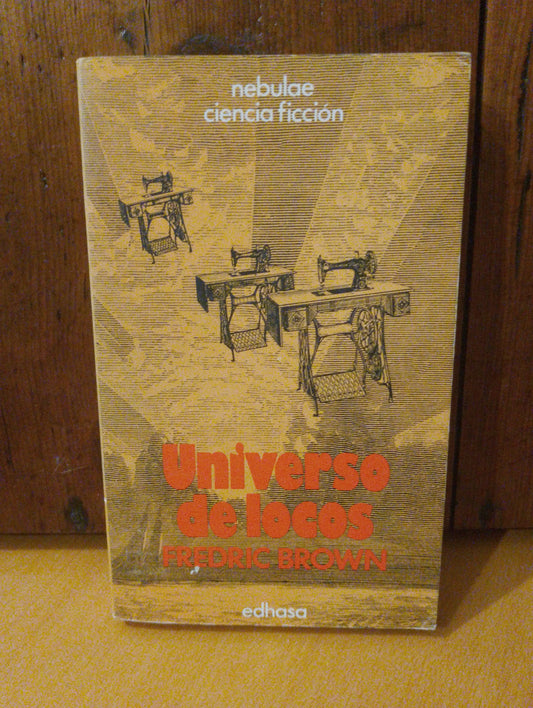 nebulae
ciencia ficción
Universo
de locos
FREDRIC BROWN
edhasa